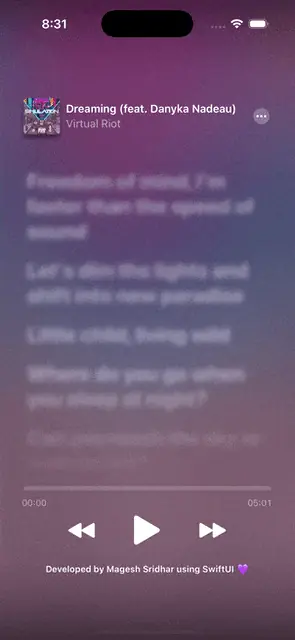 8:31
SIMULATION
Dreaming (feat. Danyka Nadeau)
Virtual Riot
Freedom of mind, I'm
faster than the speed of
sound
Let's dim the lights and
shift into new paradise
Little child, living wild
Where do you go when
you sleep at night?
00:00
05:01
Developed by Magesh Sridhar using SwiftUI 💜